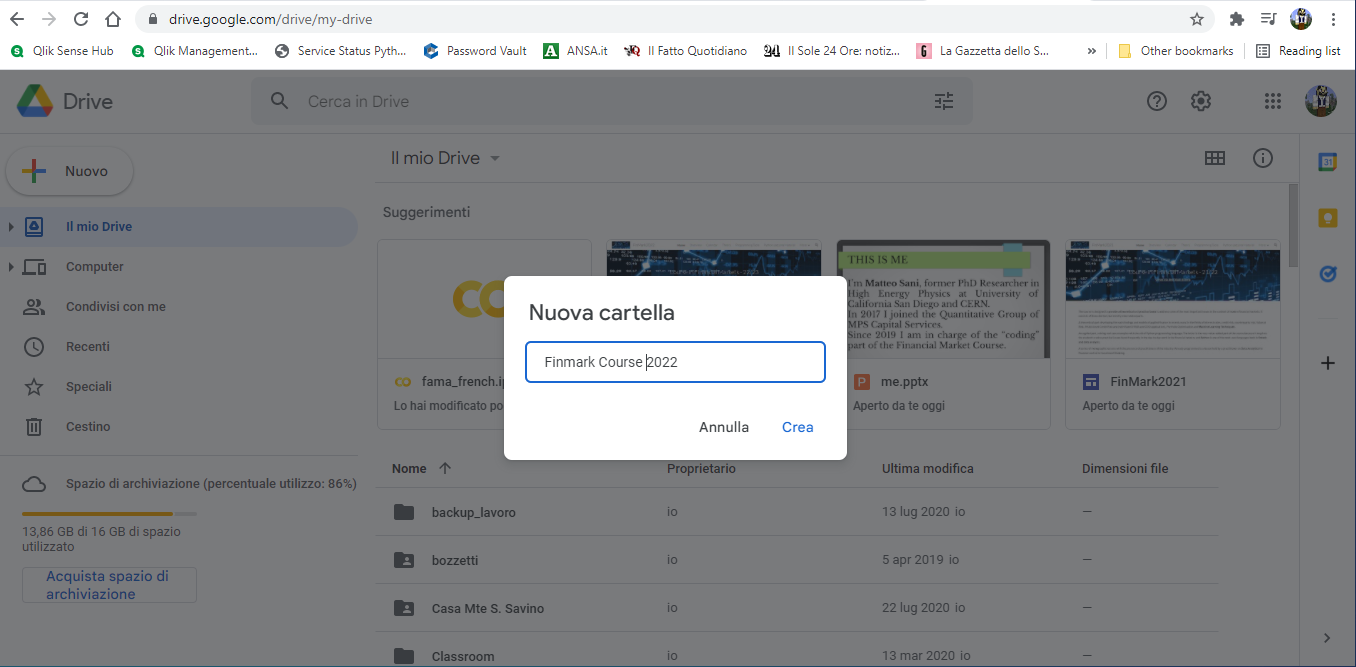 drive.google.com/drive/my-drive
Qlik Sense Hub Qlik Management... Service Status Pyth... Password Vault ANSA.it Il Fatto Quotidiano Il Sole 24 Ore: notiz... La Gazzetta dello S... » Other bookmarks Reading list
Drive
Cerca in Drive
Nuovo
Il mio Drive
Computer
Condivisi con me
Recenti
Speciali
Cestino
Spazio di archiviazione (percentuale utilizzo: 86%)
13,86 GB di 16 GB di spazio
utilizzato
Acquista spazio di
archiviazione
Il mio Drive
Suggerimenti
fama_french.ip
Lo hai modificato po
THIS IS ME
I'm Matteo Sani, former PhD Researcher in
High Energy Physics at University of
California San Diego and CERN.
In 2017 I joined the Quantitative Group of
MPS Capital Services.
Since 2019 I am in charge of the "coding"
part of the Financial Market Course.
me.pptx
Aperto da te oggi
FinMark2021
Aperto da te oggi
Nuova cartella
Finmark Course 2022
Annulla Crea
Nome Proprietario Ultima modifica Dimensioni file
backup_lavoro io 13 lug 2020 io —
bozzetti io 5 apr 2019 io —
Casa Mte S. Savino io 22 lug 2020 io —
Classroom io 13 mar 2020 io —
31